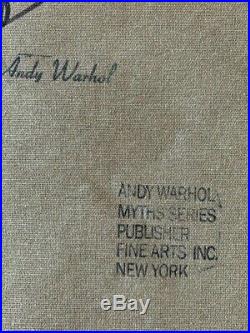 Andy Warhol
ANDY WARHOL
MYTHS SERIES
PUBLISHER
FINE ARTS INC.
NEW YORK